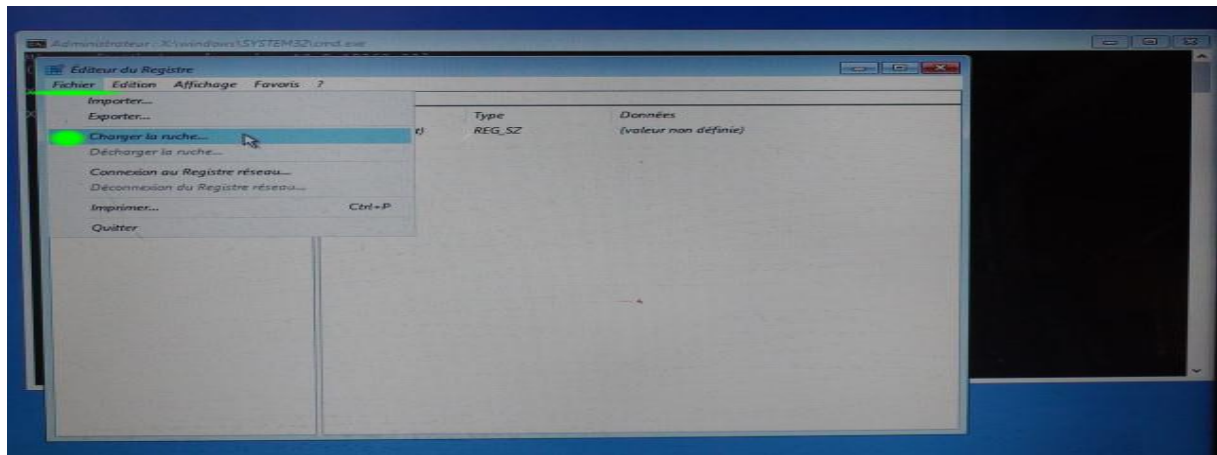 Administrateur : X:\windows\SYSTEM32\cmd.exe
Éditeur du Registre
Fichier Edition Affichage Favoris ?
Importer...
Exporter...
Type Données
Charger la ruche...
REG_SZ (valeur non définie)
Décharger la ruche...
Connexion au Registre réseau...
Déconnexion du Registre réseau...
Imprimer... Ctrl+P
Quitter